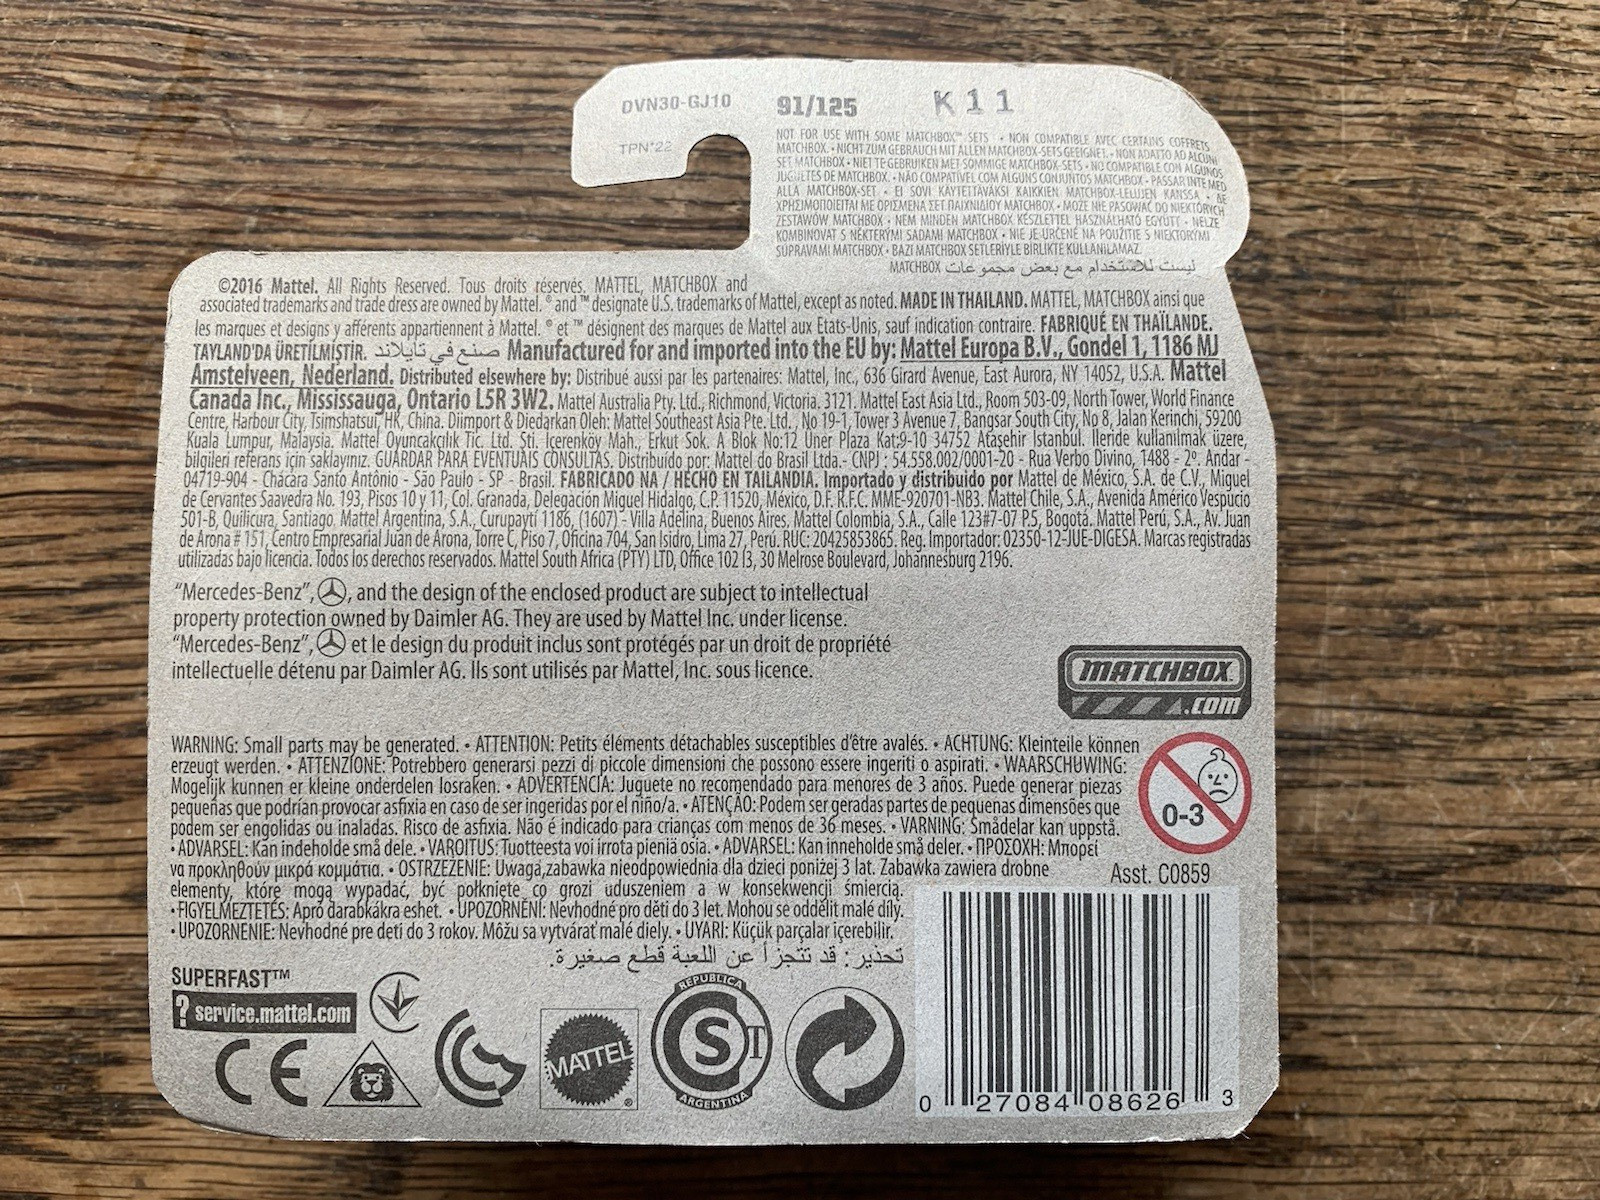 DVN30-GJ10
TPN*22
91/125
K11
NOT FOR USE WITH SOME MATCHBOX™ SETS • NON COMPATIBLE AVEC CERTAINS COFFRETS
MATCHBOX. • NICHT ZUM GEBRAUCH MIT ALLEN MATCHBOX-SETS GEEIGNET. • NON ADATTO AD ALCUNI
SET MATCHBOX • NIET TE GEBRUIKEN MET SOMMIGE MATCHBOX-SETS • NO COMPATIBLE CON ALGUNOS
JUGUETES DE MATCHBOX. • NÃO COMPATÍVEL COM ALGUNS CONJUNTOS MATCHBOX • PASSAR INTE MED
ALLA MATCHBOX-SET • EI SOVI KÄYTETTÄVÄKSI KAIKKIEN MATCHBOX-LELUJEN KANSSA • ΔΕ
ΧΡΗΣΙΜΟΠΟΙΕΙΤΑΙ ΜΕ ΟΡΙΣΜΕΝΑ ΣΕΤ ΠΑΙΧΝΙΔΙΟΥ MATCHBOX • MOŻE NIE PASOWAĆ DO NIEKTÓRYCH
ZESTAWÓW MATCHBOX • NEM MINDEN MATCHBOX KÉSZLETTEL HASZNÁLHATÓ EGYÜTT • NELZE
KOMBINOVAT S NĚKTERÝMI SADAMI MATCHBOX • NIE JE URČENÉ NA POUŽITIE S NIEKTORÝMI
SÚPRAVAMI MATCHBOX • BAZI MATCHBOX SETLERİYLE BİRLİKTE KULLANILAMAZ.
ليست للاستخدام مع بعض مجموعات MATCHBOX
©2016 Mattel. All Rights Reserved. Tous droits réservés. MATTEL, MATCHBOX and
associated trademarks and trade dress are owned by Mattel. ® and ™ designate U.S. trademarks of Mattel, except as noted. MADE IN THAILAND. MATTEL, MATCHBOX ainsi que
les marques et designs y afférents appartiennent à Mattel. ® et ™ désignent des marques de Mattel aux Etats-Unis, sauf indication contraire. FABRIQUÉ EN THAÏLANDE.
TAYLAND'DA ÜRETİLMİŞTİR. صنع في تايلاند Manufactured for and imported into the EU by: Mattel Europa B.V., Gondel 1, 1186 MJ
Amstelveen, Nederland. Distributed elsewhere by: Distribué aussi par les partenaires: Mattel, Inc., 636 Girard Avenue, East Aurora, NY 14052, U.S.A. Mattel
Canada Inc., Mississauga, Ontario L5R 3W2. Mattel Australia Pty. Ltd., Richmond, Victoria. 3121. Mattel East Asia Ltd., Room 503-09, North Tower, World Finance
Centre, Harbour City, Tsimshatsui, HK, China. Diimport & Diedarkan Oleh: Mattel Southeast Asia Pte. Ltd., No 19-1, Tower 3 Avenue 7, Bangsar South City, No 8, Jalan Kerinchi, 59200
Kuala Lumpur, Malaysia. Mattel Oyuncakçılık Tic. Ltd. Şti. İçerenköy Mah., Erkut Sok. A Blok No:12 Üner Plaza Kat:9-10 34752 Ataşehir İstanbul. İleride kullanılmak üzere,
bilgileri referans için saklayınız. GUARDAR PARA EVENTUAIS CONSULTAS. Distribuído por: Mattel do Brasil Ltda.- CNPJ : 54.558.002/0001-20 - Rua Verbo Divino, 1488 - 2º. Andar -
04719-904 - Chácara Santo Antônio - São Paulo - SP - Brasil. FABRICADO NA / HECHO EN TAILANDIA. Importado y distribuido por Mattel de México, S.A. de C.V., Miguel
de Cervantes Saavedra No. 193, Pisos 10 y 11, Col. Granada, Delegación Miguel Hidalgo, C.P. 11520, México, D.F. R.F.C. MME-920701-NB3. Mattel Chile, S.A., Avenida Américo Vespucio
501-B, Quilicura, Santiago. Mattel Argentina, S.A., Curupaytí 1186, (1607) - Villa Adelina, Buenos Aires. Mattel Colombia, S.A., Calle 123#7-07 P.5, Bogotá. Mattel Perú, S.A., Av. Juan
de Arona # 151, Centro Empresarial Juan de Arona, Torre C, Piso 7, Oficina 704, San Isidro, Lima 27, Perú. RUC: 20425853865. Reg. Importador: 02350-12-JUE-DIGESA. Marcas registradas
utilizadas bajo licencia. Todos los derechos reservados. Mattel South Africa (PTY) LTD, Office 102 I3, 30 Melrose Boulevard, Johannesburg 2196.
“Mercedes-Benz”, , and the design of the enclosed product are subject to intellectual
property protection owned by Daimler AG. They are used by Mattel Inc. under license.
“Mercedes-Benz”, et le design du produit inclus sont protégés par un droit de propriété
intellectuelle détenu par Daimler AG. Ils sont utilisés par Mattel, Inc. sous licence.
MATCHBOX
.COM
WARNING: Small parts may be generated. • ATTENTION: Petits éléments détachables susceptibles d'être avalés. • ACHTUNG: Kleinteile können
erzeugt werden. • ATTENZIONE: Potrebbero generarsi pezzi di piccole dimensioni che possono essere ingeriti o aspirati. • WAARSCHUWING:
Mogelijk kunnen er kleine onderdelen losraken. • ADVERTENCIA: Juguete no recomendado para menores de 3 años. Puede generar piezas
pequeñas que podrían provocar asfixia en caso de ser ingeridas por el niño/a. • ATENÇÃO: Podem ser geradas partes de pequenas dimensões que
podem ser engolidas ou inaladas. Risco de asfixia. Não é indicado para crianças com menos de 36 meses. • VARNING: Smådelar kan uppstå.
• ADVARSEL: Kan indeholde små dele. • VAROITUS: Tuotteesta voi irrota pieniä osia. • ADVARSEL: Kan inneholde små deler. • ΠΡΟΣΟΧΗ: Μπορεί
να προκληθούν μικρά κομμάτια. • OSTRZEŻENIE: Uwaga,zabawka nieodpowiednia dla dzieci poniżej 3 lat. Zabawka zawiera drobne
elementy, które mogą wypadać, być połknięte co grozi uduszeniem a w konsekwencji śmiercią.
• FIGYELMEZTETÉS: Apró darabkákra eshet. • UPOZORNĚNÍ: Nevhodné pro děti do 3 let. Mohou se oddělit malé díly.
• UPOZORNENIE: Nevhodné pre deti do 3 rokov. Môžu sa vytvárať malé diely. • UYARI: Küçük parçalar içerebilir.
تحذير: قد تتجزأ عن اللعبة قطع صغيرة.
0-3
Asst. C0859
SUPERFAST™
? service.mattel.com
CE
MATTEL
®
REPUBLICA
ST
ARGENTINA
0 27084 08626 3